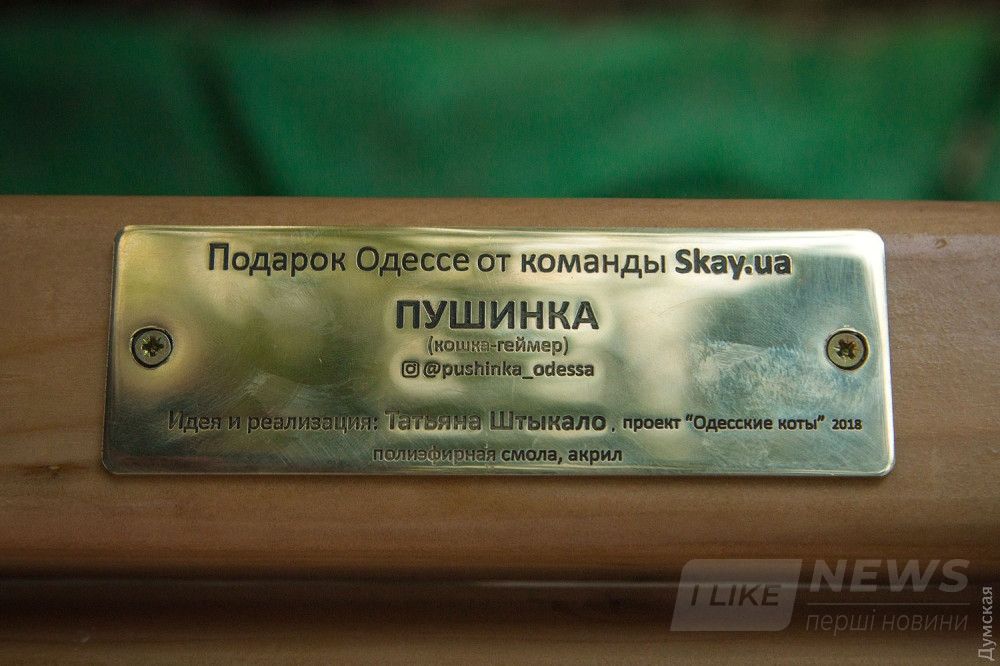 Подарок Одессе от команды Skay.ua
ПУШИНКА
(кошка-геймер)
@pushinka_odessa
Идея и реализация: Татьяна Штыкало, проект “Одесские коты” 2018
полиэфирная смола, акрил
I LIKE NEWS
перші новини
Думская